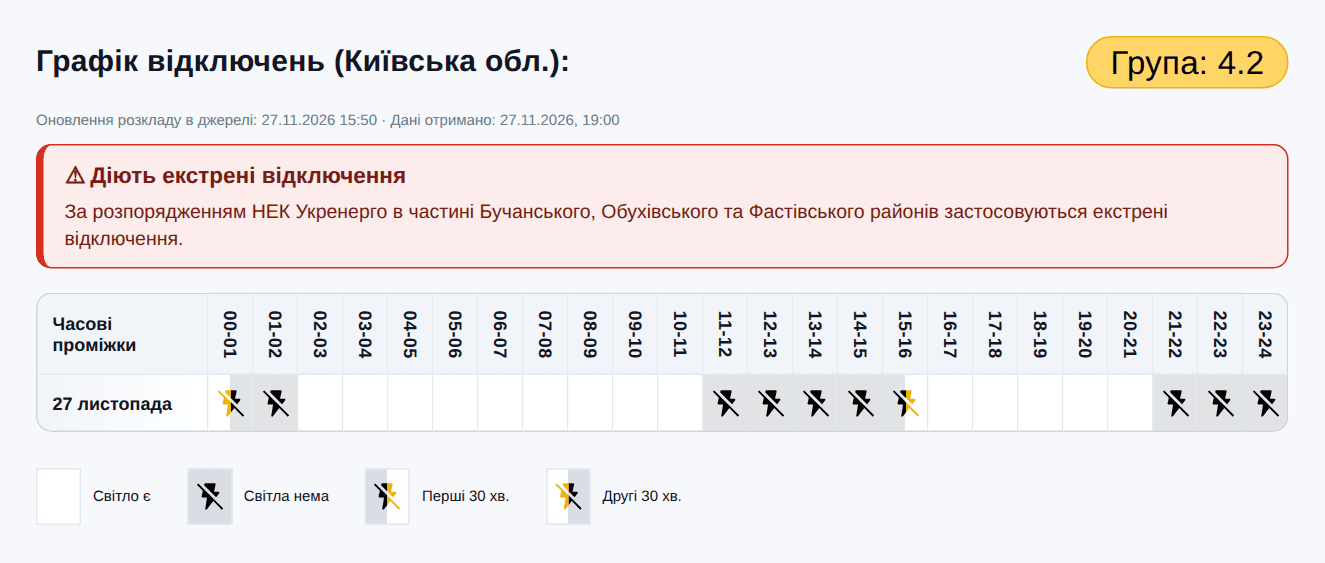 Графік відключень (Київська обл.):
Група: 4.2
Оновлення розкладу в джерелі: 27.11.2026 15:50 · Дані отримано: 27.11.2026, 19:00
⚠ Діють екстрені відключення
За розпорядженням НЕК Укренерго в частині Бучанського, Обухівського та Фастівського районів застосовуються екстрені
відключення.
Часові
проміжки
00-01
01-02
02-03
03-04
04-05
05-06
06-07
07-08
08-09
09-10
10-11
11-12
12-13
13-14
14-15
15-16
16-17
17-18
18-19
19-20
20-21
21-22
22-23
23-24
27 листопада
Світло є
Світла нема
Перші 30 хв.
Другі 30 хв.